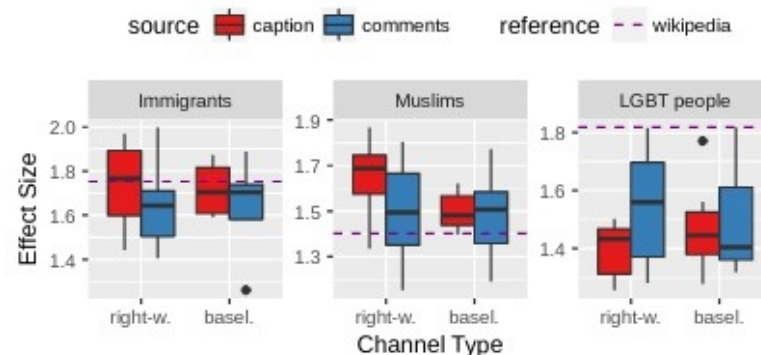 source caption comments reference wikipedia
Immigrants Muslims LGBT people
Effect Size
2.0
1.8
1.6
1.4
1.9
1.7
1.5
1.3
1.8
1.6
1.4
right-w. basel. right-w. basel. right-w. basel.
Channel Type